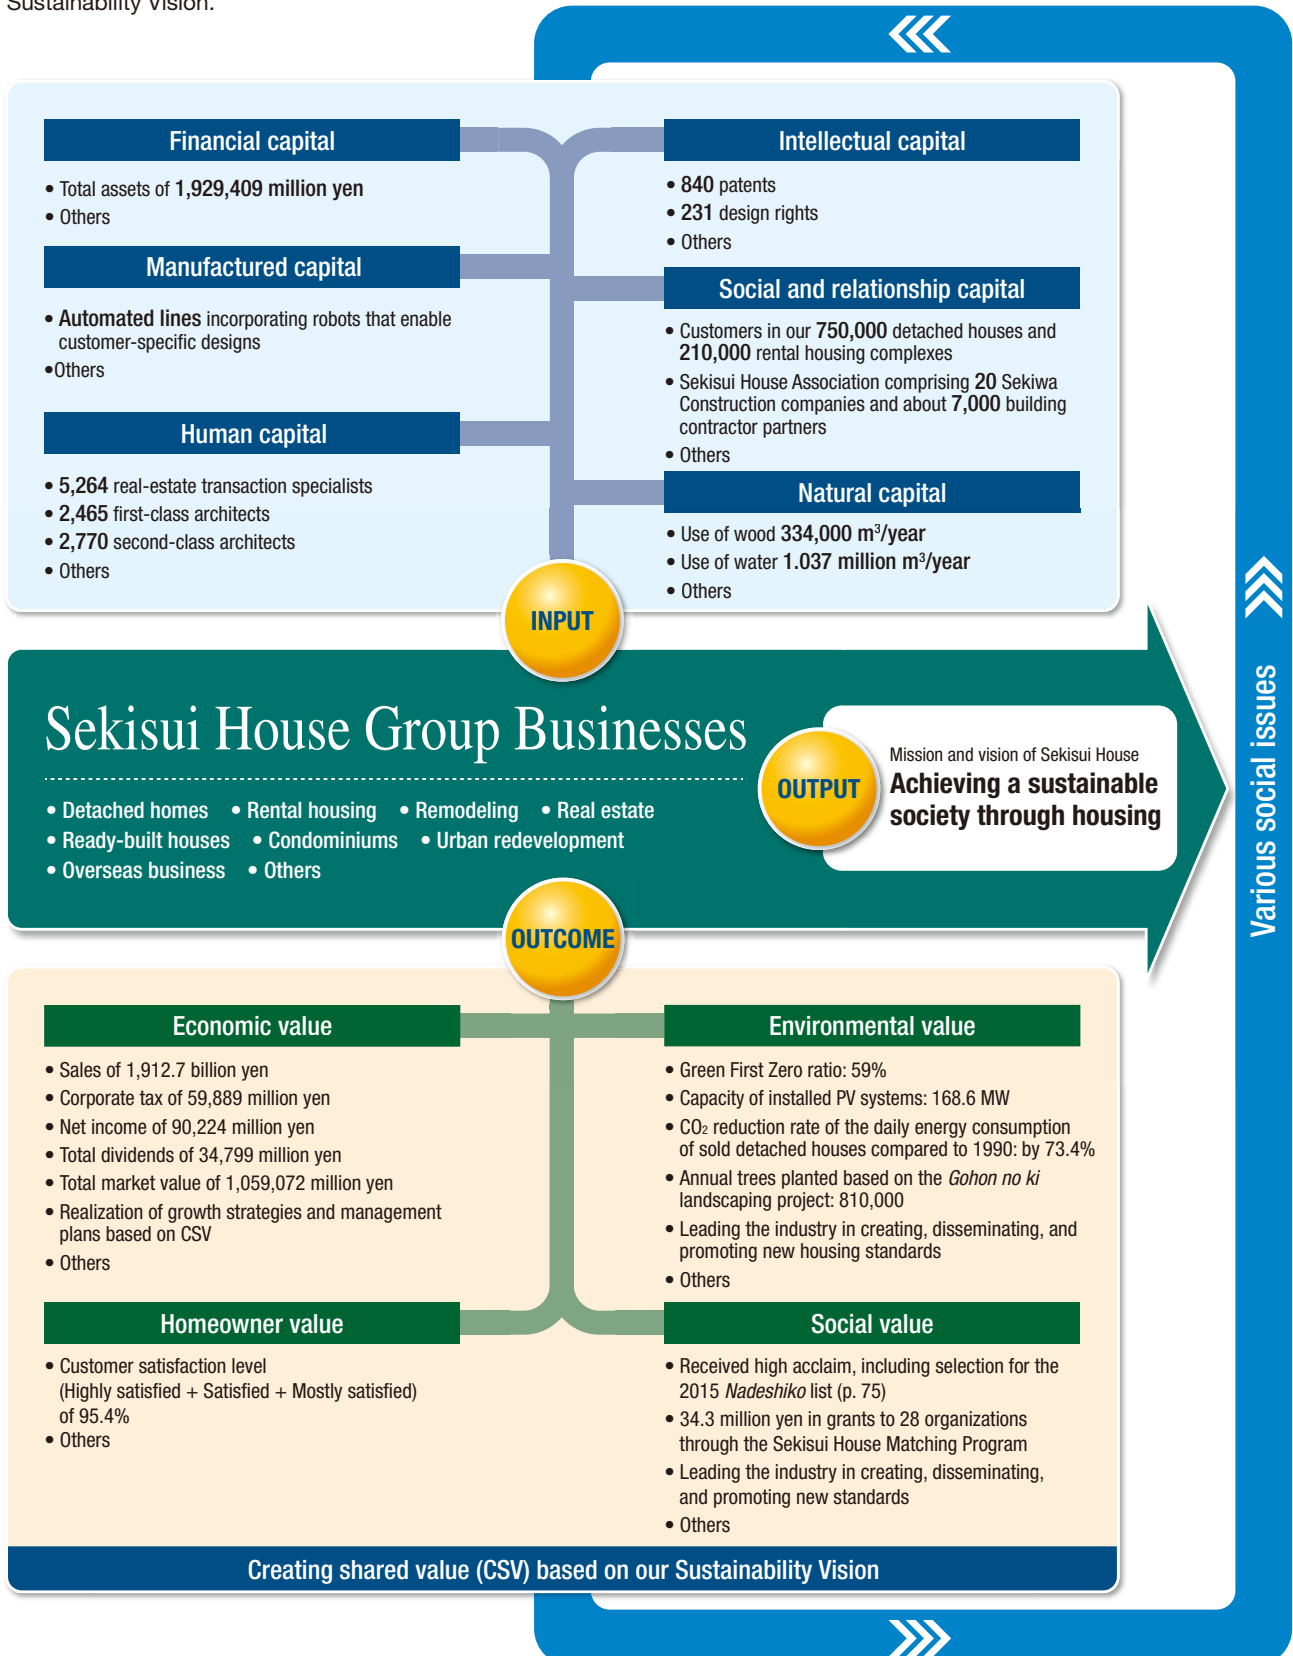 Sustainability Vision.
Financial capital
• Total assets of 1,929,409 million yen
• Others
Manufactured capital
• Automated lines incorporating robots that enable
customer-specific designs
•Others
Human capital
• 5,264 real-estate transaction specialists
• 2,465 first-class architects
• 2,770 second-class architects
• Others
Intellectual capital
• 840 patents
• 231 design rights
• Others
Social and relationship capital
• Customers in our 750,000 detached houses and
210,000 rental housing complexes
• Sekisui House Association comprising 20 Sekiwa
Construction companies and about 7,000 building
contractor partners
• Others
Natural capital
• Use of wood 334,000 m³/year
• Use of water 1.037 million m³/year
• Others
INPUT
Sekisui House Group Businesses
• Detached homes • Rental housing • Remodeling • Real estate
• Ready-built houses • Condominiums • Urban redevelopment
• Overseas business • Others
OUTPUT
Mission and vision of Sekisui House
Achieving a sustainable
society through housing
Various social issues
OUTCOME
Economic value
• Sales of 1,912.7 billion yen
• Corporate tax of 59,889 million yen
• Net income of 90,224 million yen
• Total dividends of 34,799 million yen
• Total market value of 1,059,072 million yen
• Realization of growth strategies and management
plans based on CSV
• Others
Homeowner value
• Customer satisfaction level
(Highly satisfied + Satisfied + Mostly satisfied)
of 95.4%
• Others
Environmental value
• Green First Zero ratio: 59%
• Capacity of installed PV systems: 168.6 MW
• CO₂ reduction rate of the daily energy consumption
of sold detached houses compared to 1990: by 73.4%
• Annual trees planted based on the Gohon no ki
landscaping project: 810,000
• Leading the industry in creating, disseminating, and
promoting new housing standards
• Others
Social value
• Received high acclaim, including selection for the
2015 Nadeshiko list (p. 75)
• 34.3 million yen in grants to 28 organizations
through the Sekisui House Matching Program
• Leading the industry in creating, disseminating,
and promoting new standards
• Others
Creating shared value (CSV) based on our Sustainability Vision